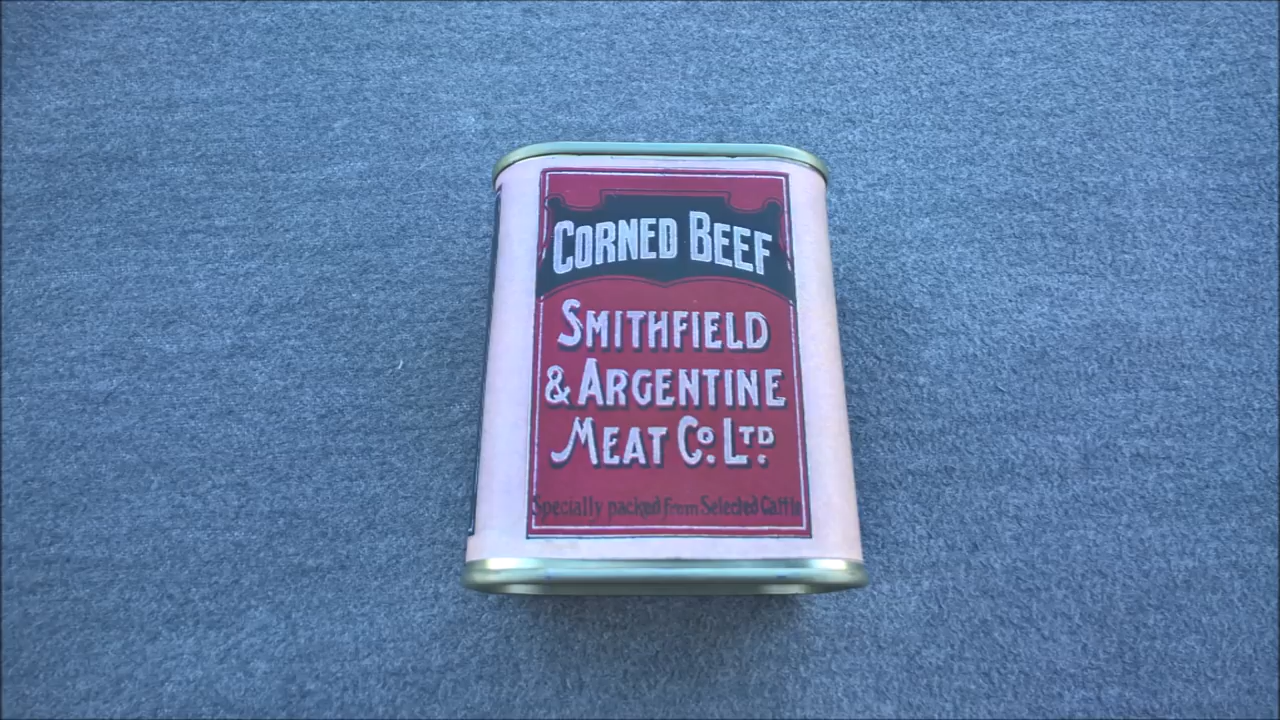 CORNED BEEF
SMITHFIELD
& ARGENTINE
MEAT Co. LTD.
Specially packed from Selected Cattle